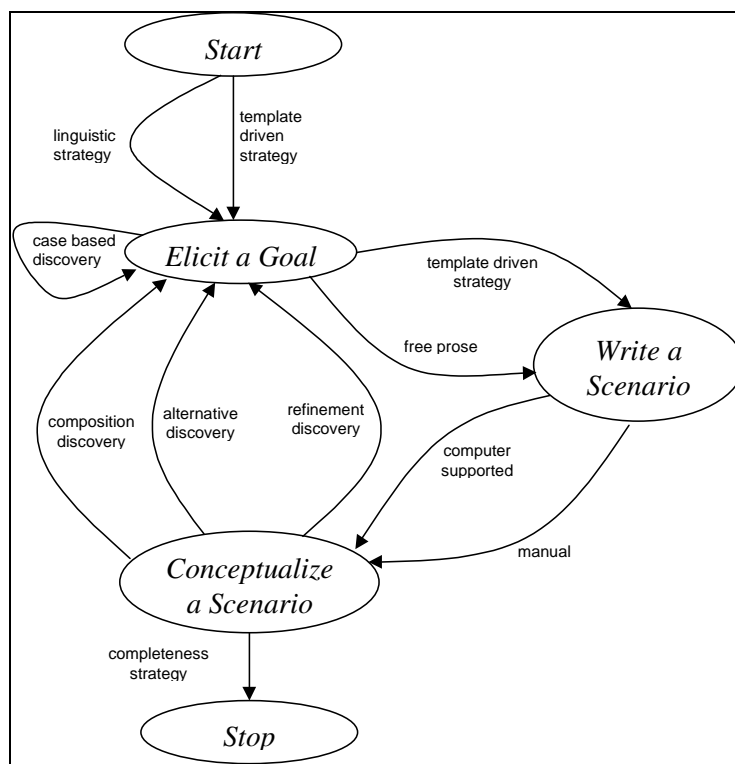 Start
linguistic
strategy
template
driven
strategy
case based
discovery
Elicit a Goal
template driven
strategy
free prose
Write a
Scenario
composition
discovery
alternative
discovery
refinement
discovery
computer
supported
manual
Conceptualize
a Scenario
completeness
strategy
Stop